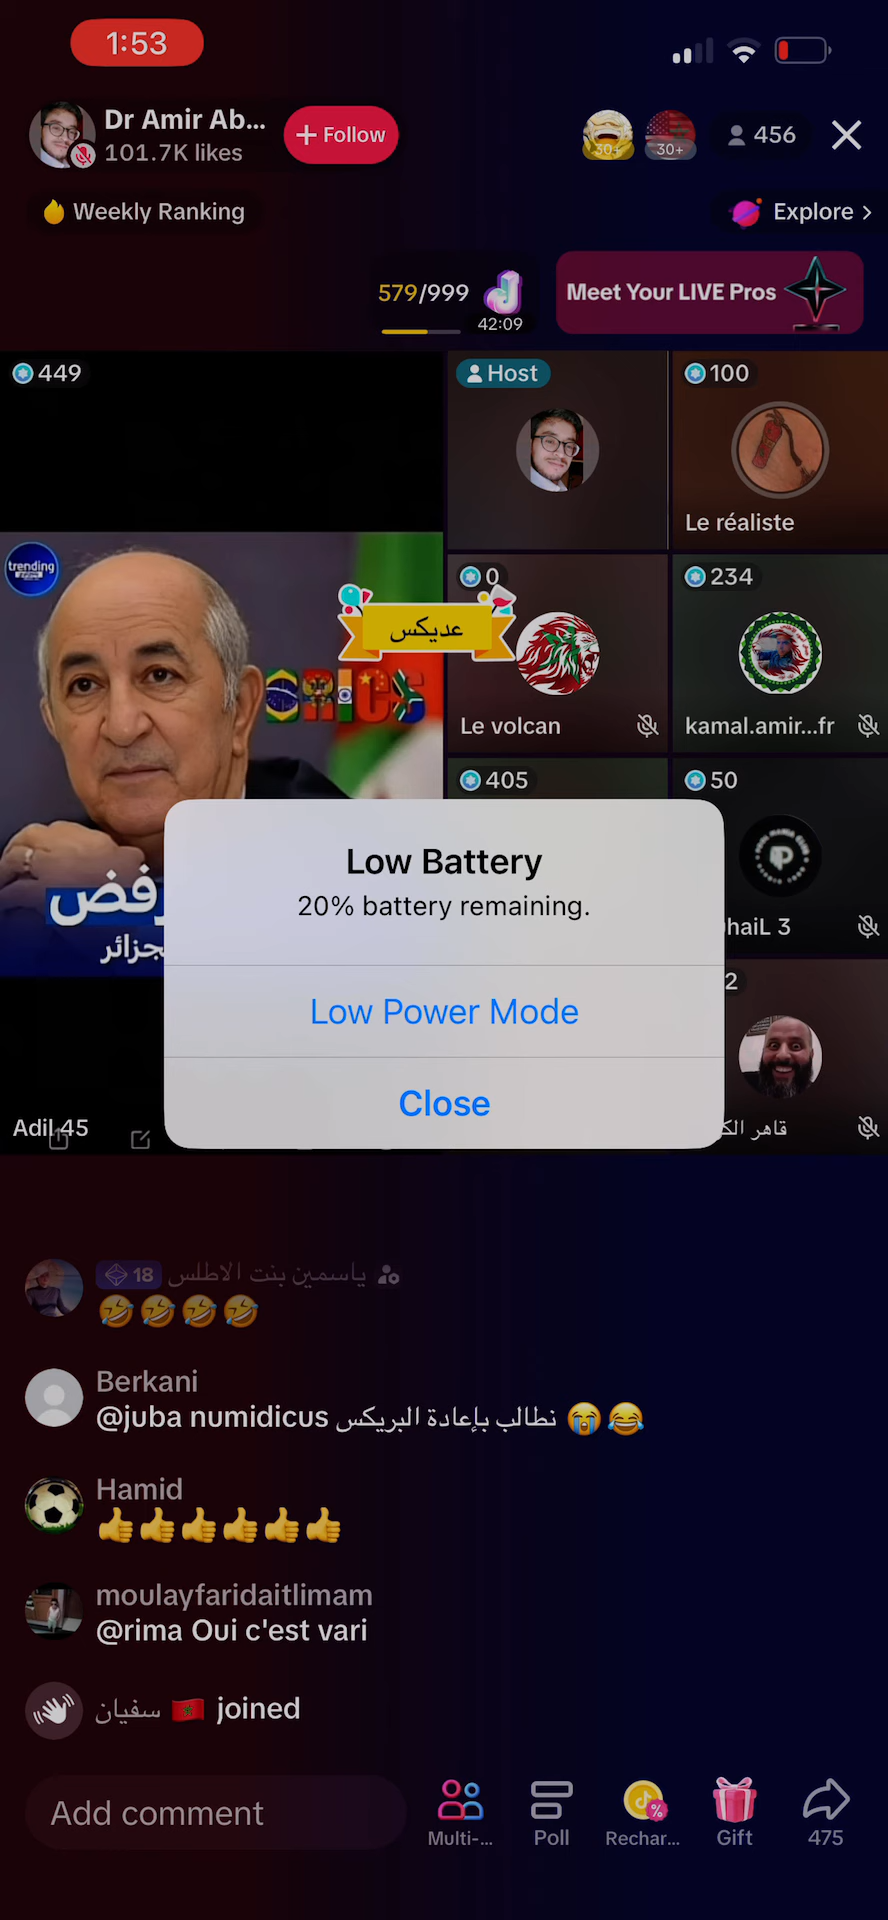 1:53
Dr Amir Ab...
101.7K likes
+ Follow
30+
30+
456
Weekly Ranking
Explore >
579/999
42:09
Meet Your LIVE Pros
449
Host
100
Le réaliste
trending
BRICS
عديكس
0
234
Le volcan
kamal.amir...fr
405
50
رفض
جزائر
Low Battery
20% battery remaining.
Low Power Mode
Close
haiL 3
2
Adil 45
قاهر الك
18 ياسمين بنت الاطلس
🤣🤣🤣🤣
Berkani
@juba numidicus نطالب بإعادة البريكس 😭😂
Hamid
👍👍👍👍👍👍
moulayfaridaitlimam
@rima Oui c'est vari
سفيان 🇲🇦 joined
Add comment
Multi-...
Poll
Rechar...
Gift
475